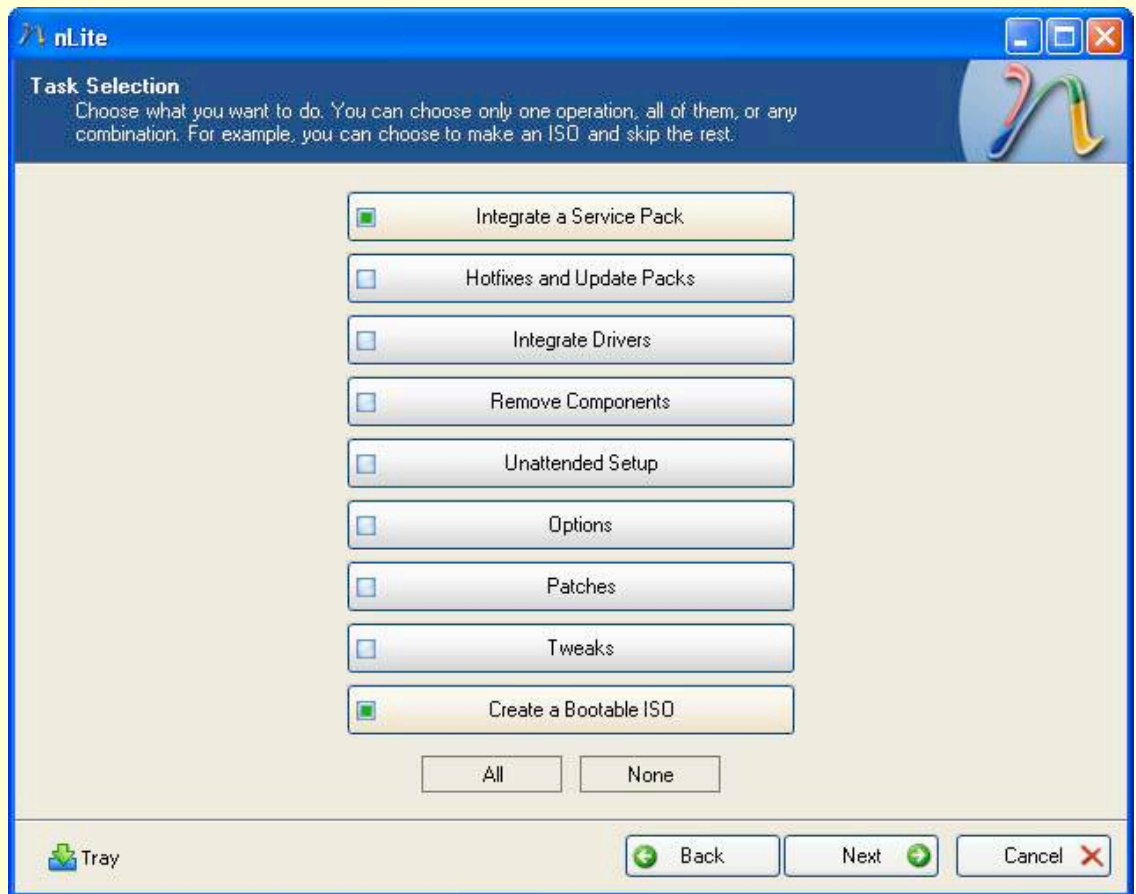 nLite
Task Selection
Choose what you want to do. You can choose only one operation, all of them, or any
combination. For example, you can choose to make an ISO and skip the rest.
Integrate a Service Pack
Hotfixes and Update Packs
Integrate Drivers
Remove Components
Unattended Setup
Options
Patches
Tweaks
Create a Bootable ISO
All None
Tray Back Next Cancel